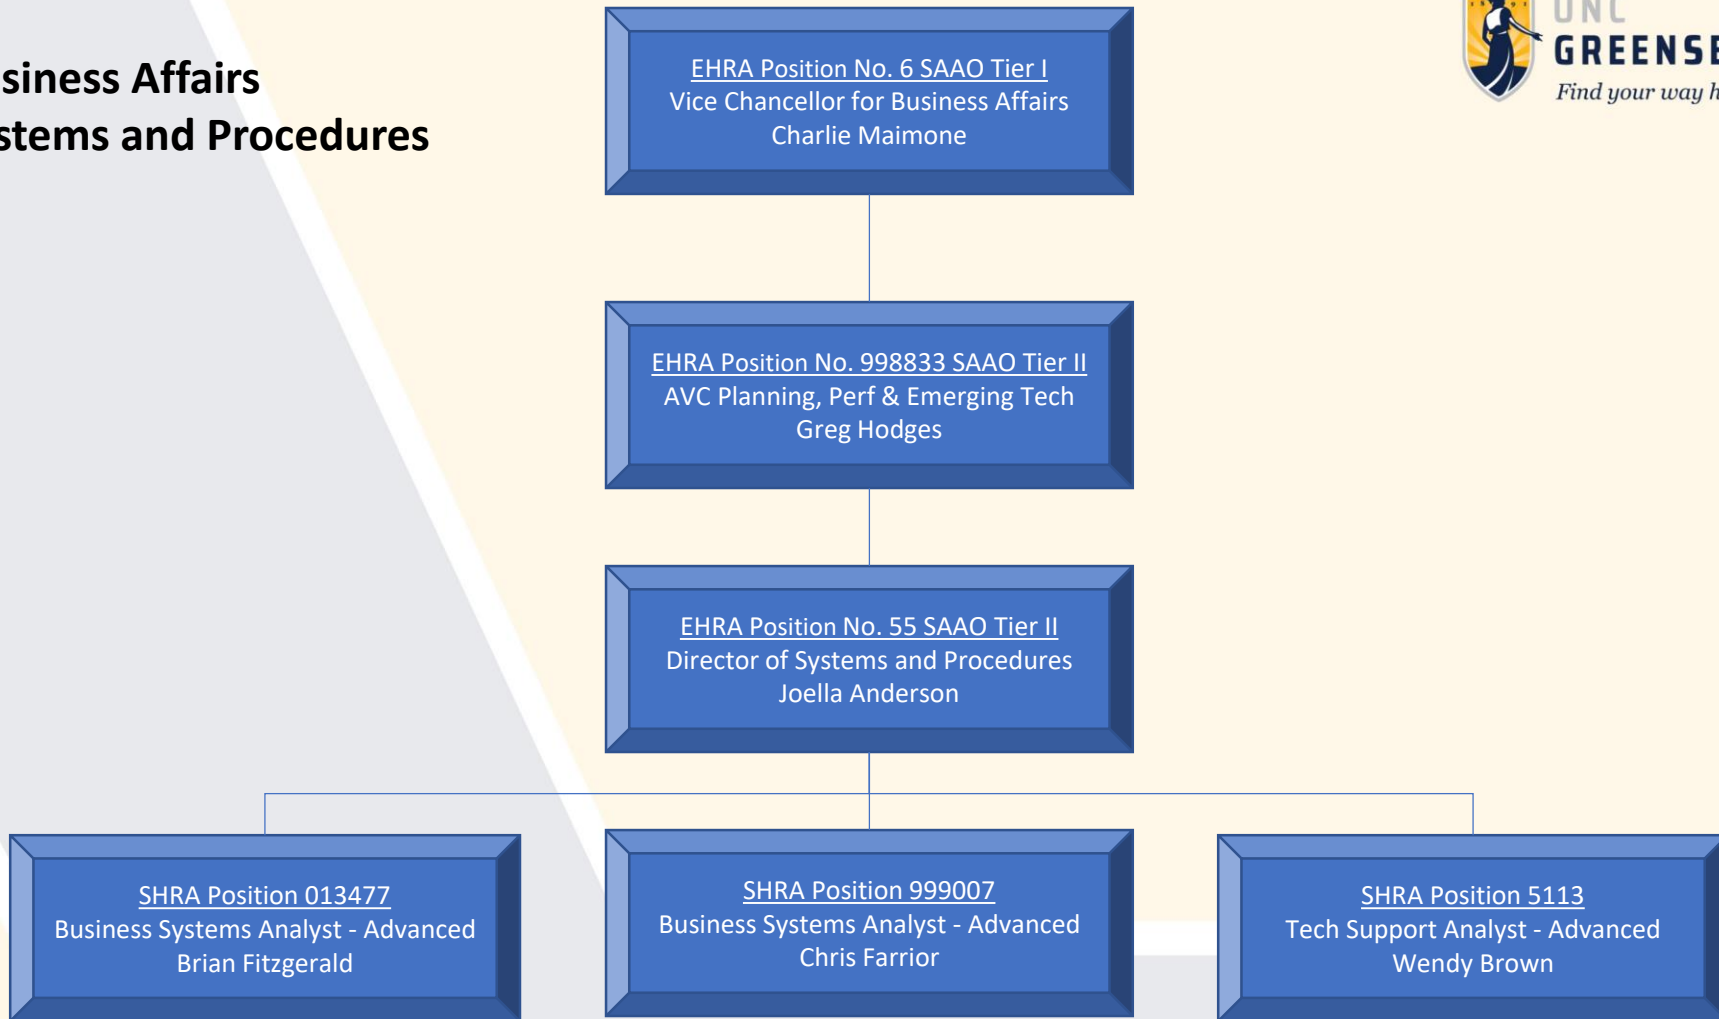 siness Affairs
stems and Procedures
UNC
GREENSB
Find your way h
EHRA Position No. 6 SAAO Tier I
Vice Chancellor for Business Affairs
Charlie Maimone
EHRA Position No. 998833 SAAO Tier II
AVC Planning, Perf & Emerging Tech
Greg Hodges
EHRA Position No. 55 SAAO Tier II
Director of Systems and Procedures
Joella Anderson
SHRA Position 013477
Business Systems Analyst - Advanced
Brian Fitzgerald
SHRA Position 999007
Business Systems Analyst - Advanced
Chris Farrior
SHRA Position 5113
Tech Support Analyst - Advanced
Wendy Brown